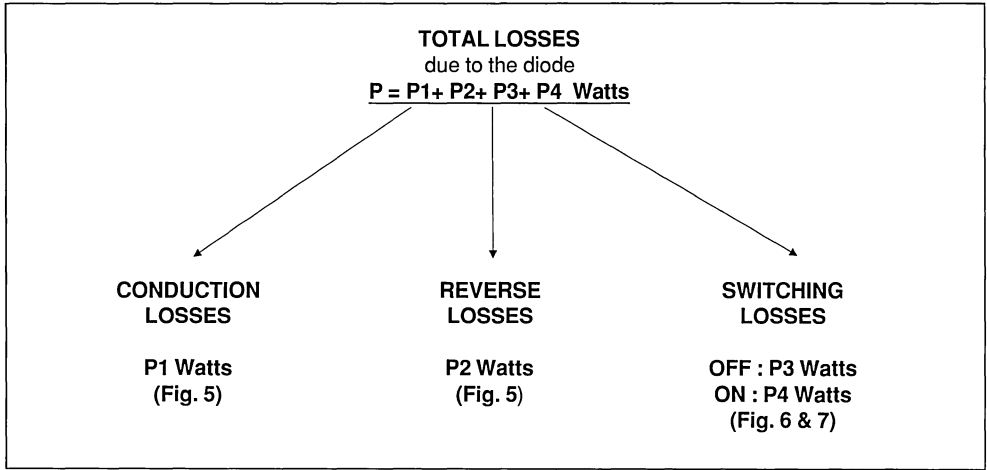 TOTAL LOSSES
due to the diode
P = P1+ P2+ P3+ P4 Watts
CONDUCTION
LOSSES
P1 Watts
(Fig. 5)
REVERSE
LOSSES
P2 Watts
(Fig. 5)
SWITCHING
LOSSES
OFF : P3 Watts
ON : P4 Watts
(Fig. 6 & 7)